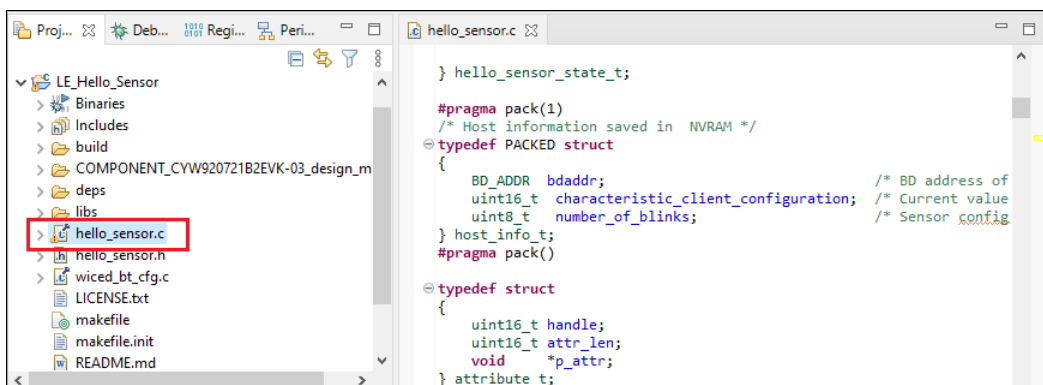 Proj... Deb... 1010 0101 Regi... Peri...
LE_Hello_Sensor
Binaries
Includes
build
COMPONENT_CYW920721B2EVK-03_design_m
deps
libs
hello_sensor.c
hello_sensor.h
wiced_bt_cfg.c
LICENSE.txt
makefile
makefile.init
README.md
hello_sensor.c
} hello_sensor_state_t;
#pragma pack(1)
/* Host information saved in  NVRAM */
typedef PACKED struct
{
BD_ADDR  bdaddr;                                  /* BD address of
uint16_t  characteristic_client_configuration;  /* Current value
uint8_t   number_of_blinks;                       /* Sensor config
} host_info_t;
#pragma pack()
typedef struct
{
uint16_t handle;
uint16_t attr_len;
void     *p_attr;
} attribute_t;